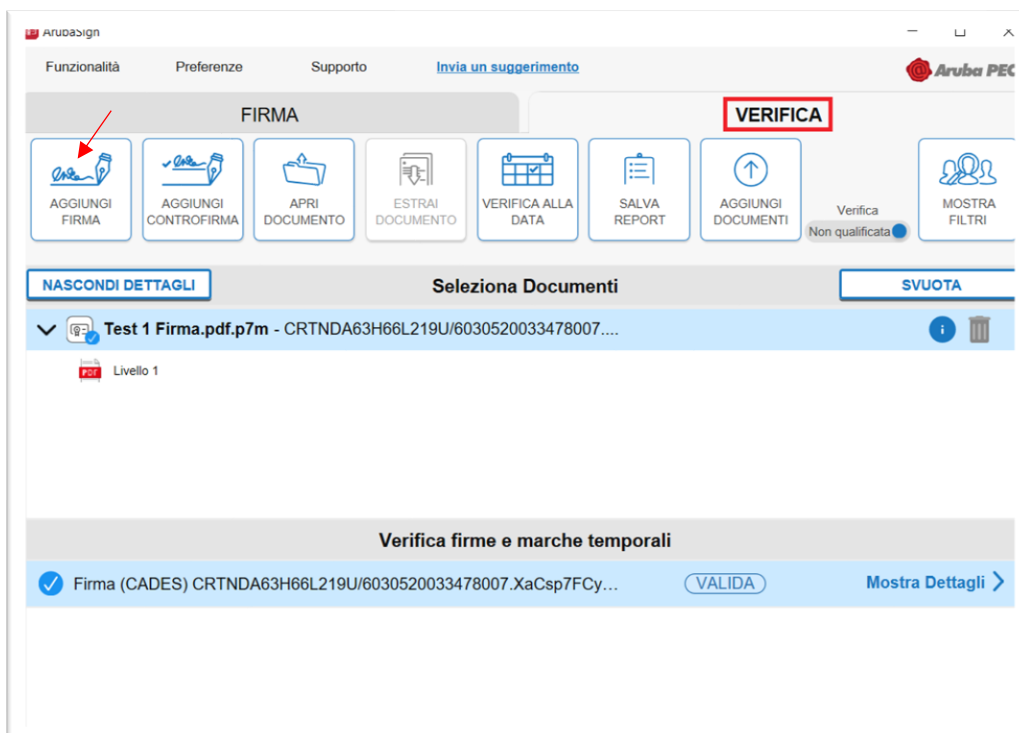 ArubaSign
Funzionalità Preferenze Supporto Invia un suggerimento Aruba PEC
FIRMA VERIFICA
AGGIUNGI FIRMA
AGGIUNGI CONTROFIRMA
APRI DOCUMENTO
ESTRAI DOCUMENTO
VERIFICA ALLA DATA
SALVA REPORT
AGGIUNGI DOCUMENTI
Verifica
Non qualificata
MOSTRA FILTRI
NASCONDI DETTAGLI Seleziona Documenti SVUOTA
Test 1 Firma.pdf.p7m - CRTNDA63H66L219U/6030520033478007....
PDF Livello 1
Verifica firme e marche temporali
Firma (CADES) CRTNDA63H66L219U/6030520033478007.XaCsp7FCy... VALIDA Mostra Dettagli